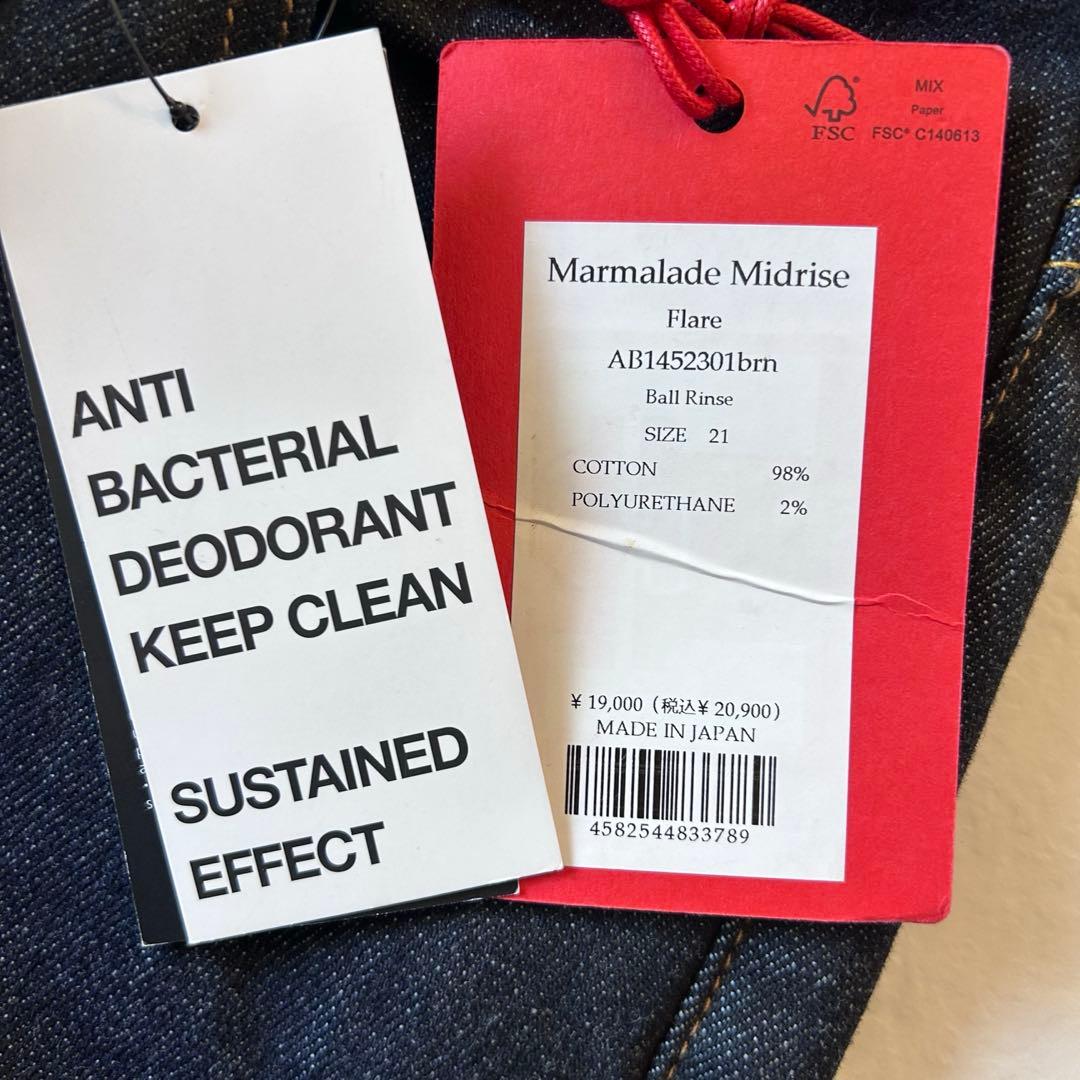 ANTI
BACTERIAL
DEODORANT
KEEP CLEAN
SUSTAINED
EFFECT
FSC
MIX
Paper
FSC® C140613
Marmalade Midrise
Flare
AB1452301brn
Ball Rinse
SIZE 21
COTTON 98%
POLYURETHANE 2%
¥ 19,000 (税込¥ 20,900)
MADE IN JAPAN
4582544833789